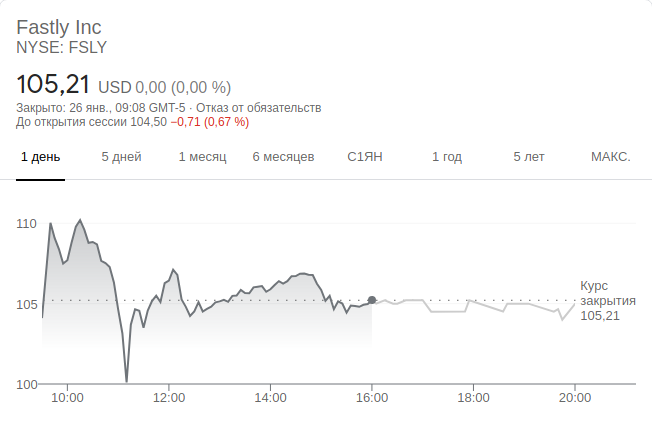 Fastly Inc
NYSE: FSLY
105,21 USD 0,00 (0,00 %)
Закрыто: 26 янв., 09:08 GMT-5 · Отказ от обязательств
До открытия сессии 104,50 −0,71 (0,67 %)
1 день 5 дней 1 месяц 6 месяцев С1ЯН 1 год 5 лет МАКС.
110
105
100
Курс
закрытия
105,21
10:00 12:00 14:00 16:00 18:00 20:00